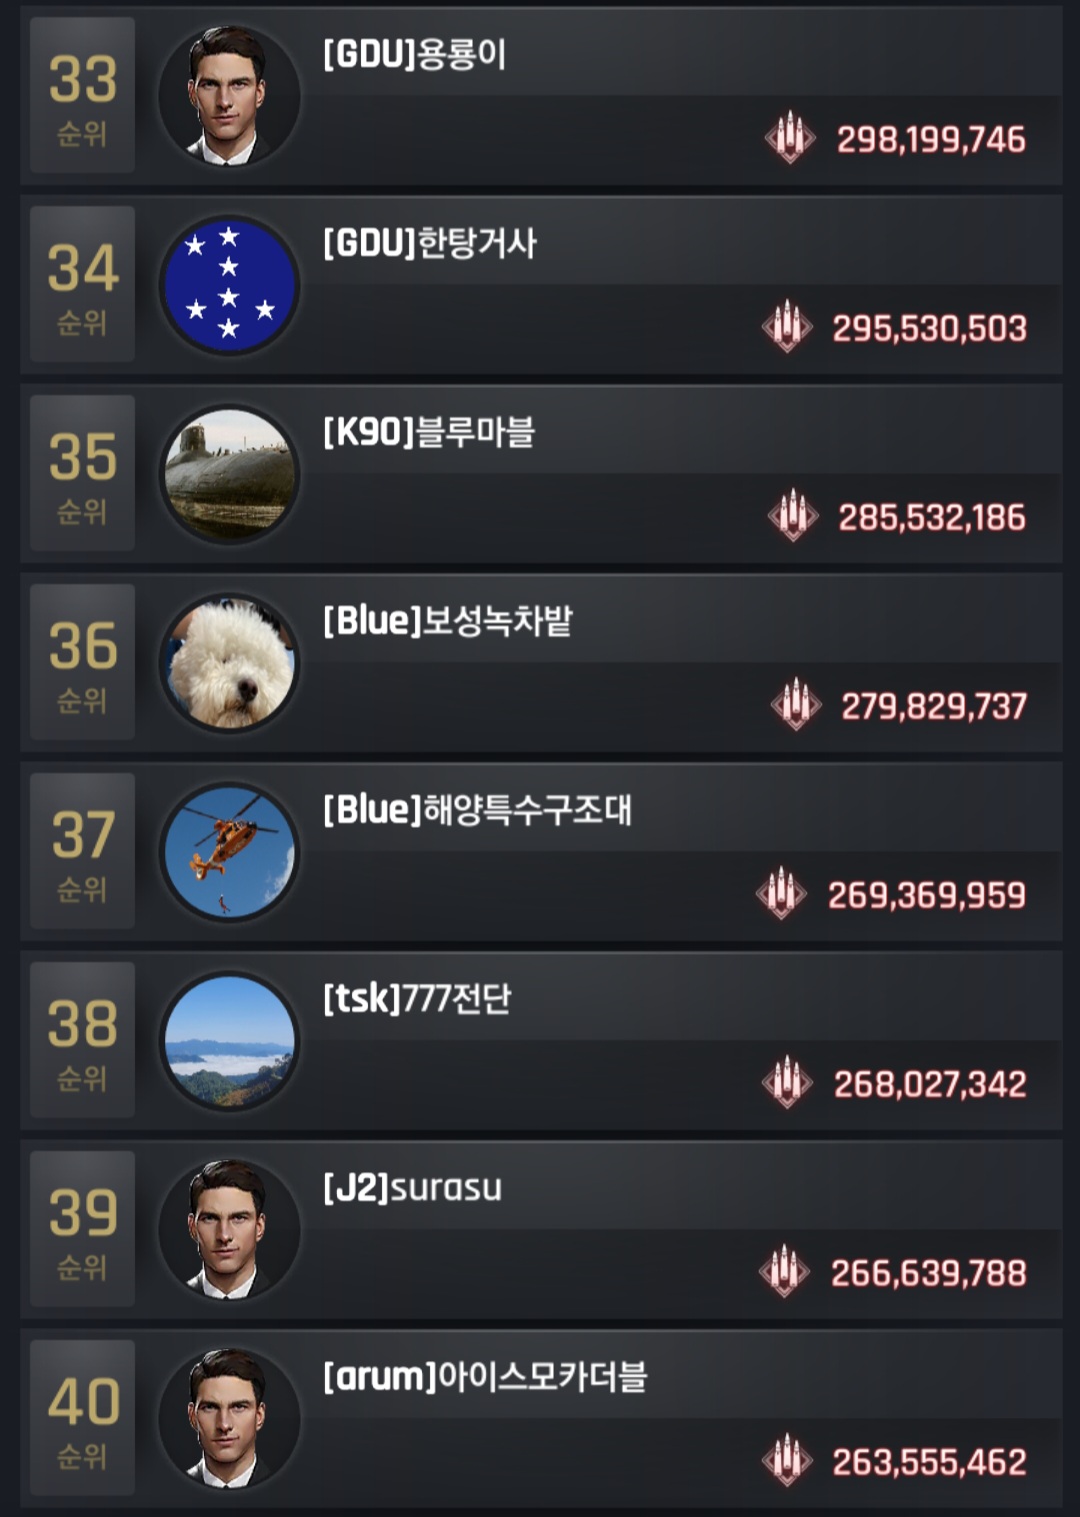 33
순위
[GDU]용룡이
298,199,746
34
순위
[GDU]한탕거사
295,530,503
35
순위
[K90]블루마블
285,532,186
36
순위
[Blue]보성녹차밭
279,829,737
37
순위
[Blue]해양특수구조대
269,369,959
38
순위
[tsk]777전단
268,027,342
39
순위
[J2]surasu
266,639,788
40
순위
[arum]아이스모카더블
263,555,462